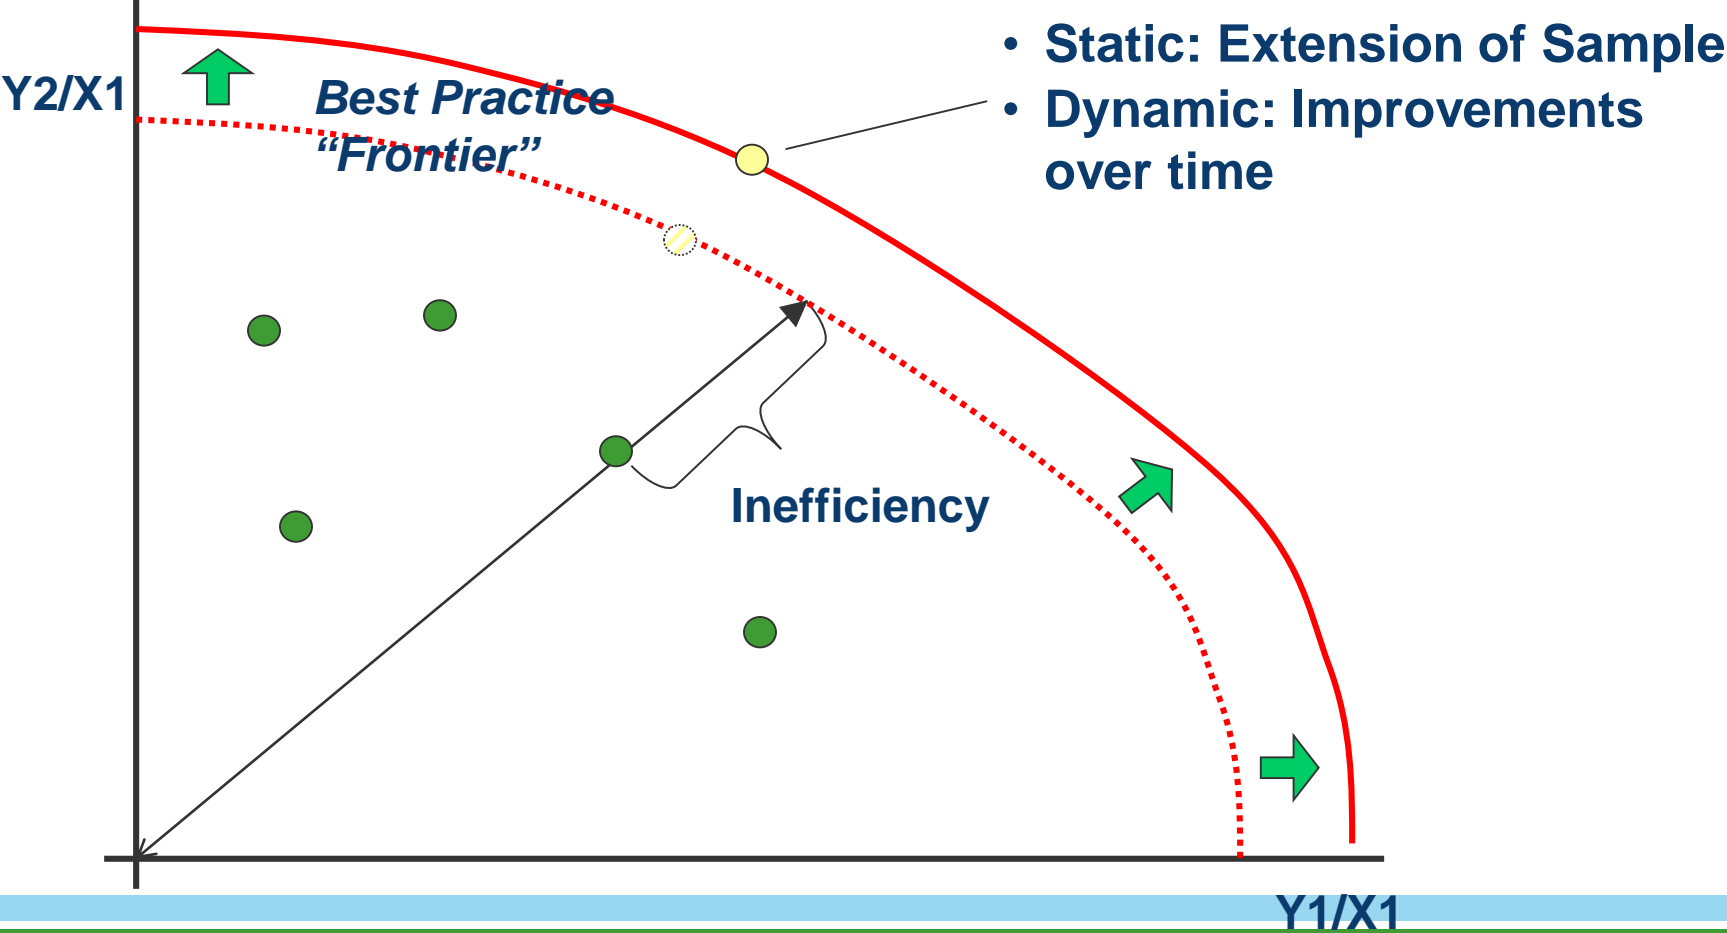 • Static: Extension of Sample
• Dynamic: Improvements
over time
Y2/X1
Best Practice
“Frontier”
Inefficiency
Y1/X1